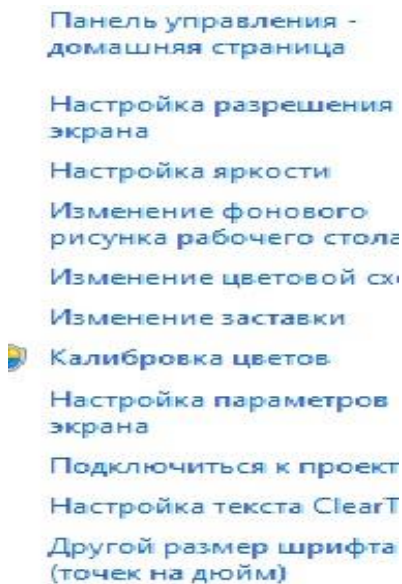 Панель управления -
домашняя страница
Настройка разрешения
экрана
Настройка яркости
Изменение фонового
рисунка рабочего стола
Изменение цветовой сх
Изменение заставки
Калибровка цветов
Настройка параметров
экрана
Подключиться к проект
Настройка текста ClearT
Другой размер шрифта
(точек на дюйм)